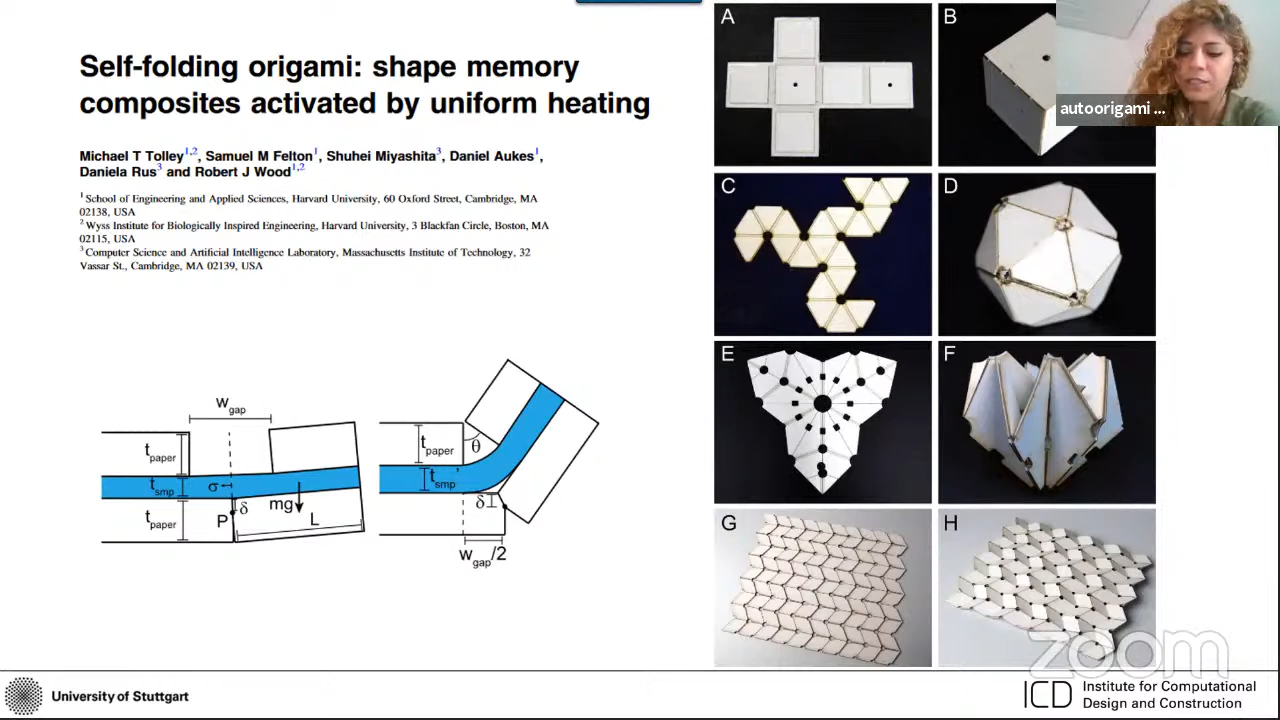 Self-folding origami: shape memory
composites activated by uniform heating
Michael T Tolley1,2, Samuel M Felton1, Shuhei Miyashita3, Daniel Aukes1,
Daniela Rus3 and Robert J Wood1,2
1 School of Engineering and Applied Sciences, Harvard University, 60 Oxford Street, Cambridge, MA
02138, USA
2 Wyss Institute for Biologically Inspired Engineering, Harvard University, 3 Blackfan Circle, Boston, MA
02115, USA
3 Computer Science and Artificial Intelligence Laboratory, Massachusetts Institute of Technology, 32
Vassar St., Cambridge, MA 02139, USA
wgap
tpaper
tsmp
tpaper
σ
δ
P
mg
L
tpaper
θ
tsmp'
δ
wgap/2
A
B
C
D
E
F
G
H
autoorigami ...
zoom
University of Stuttgart
ICD
Institute for Computational
Design and Construction